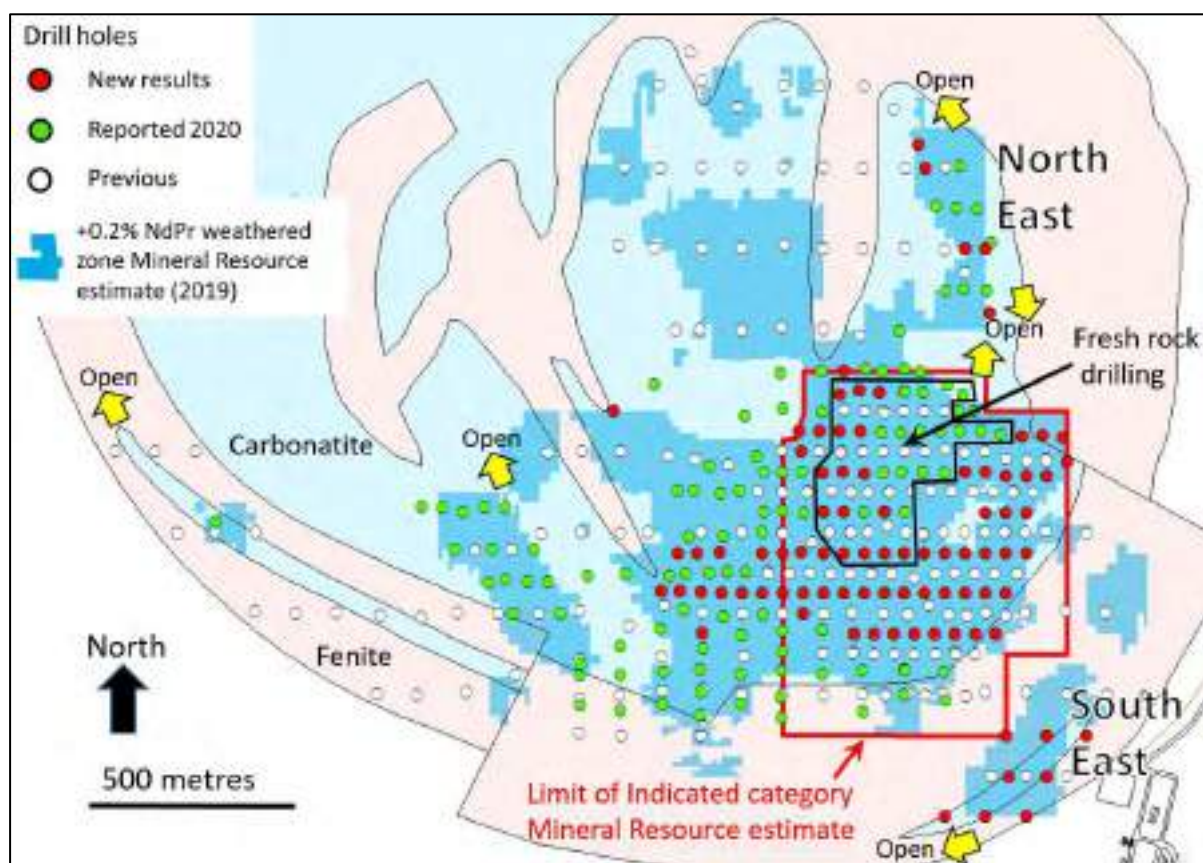 Drill holes
New results
Reported 2020
Previous
+0.2% NdPr weathered
zone Mineral Resource
estimate (2019)
Open
North
East
Open
Fresh rock
drilling
Open
Carbonatite
Open
North
Fenite
500 metres
South
East
Limit of Indicated category
Mineral Resource estimate
Open